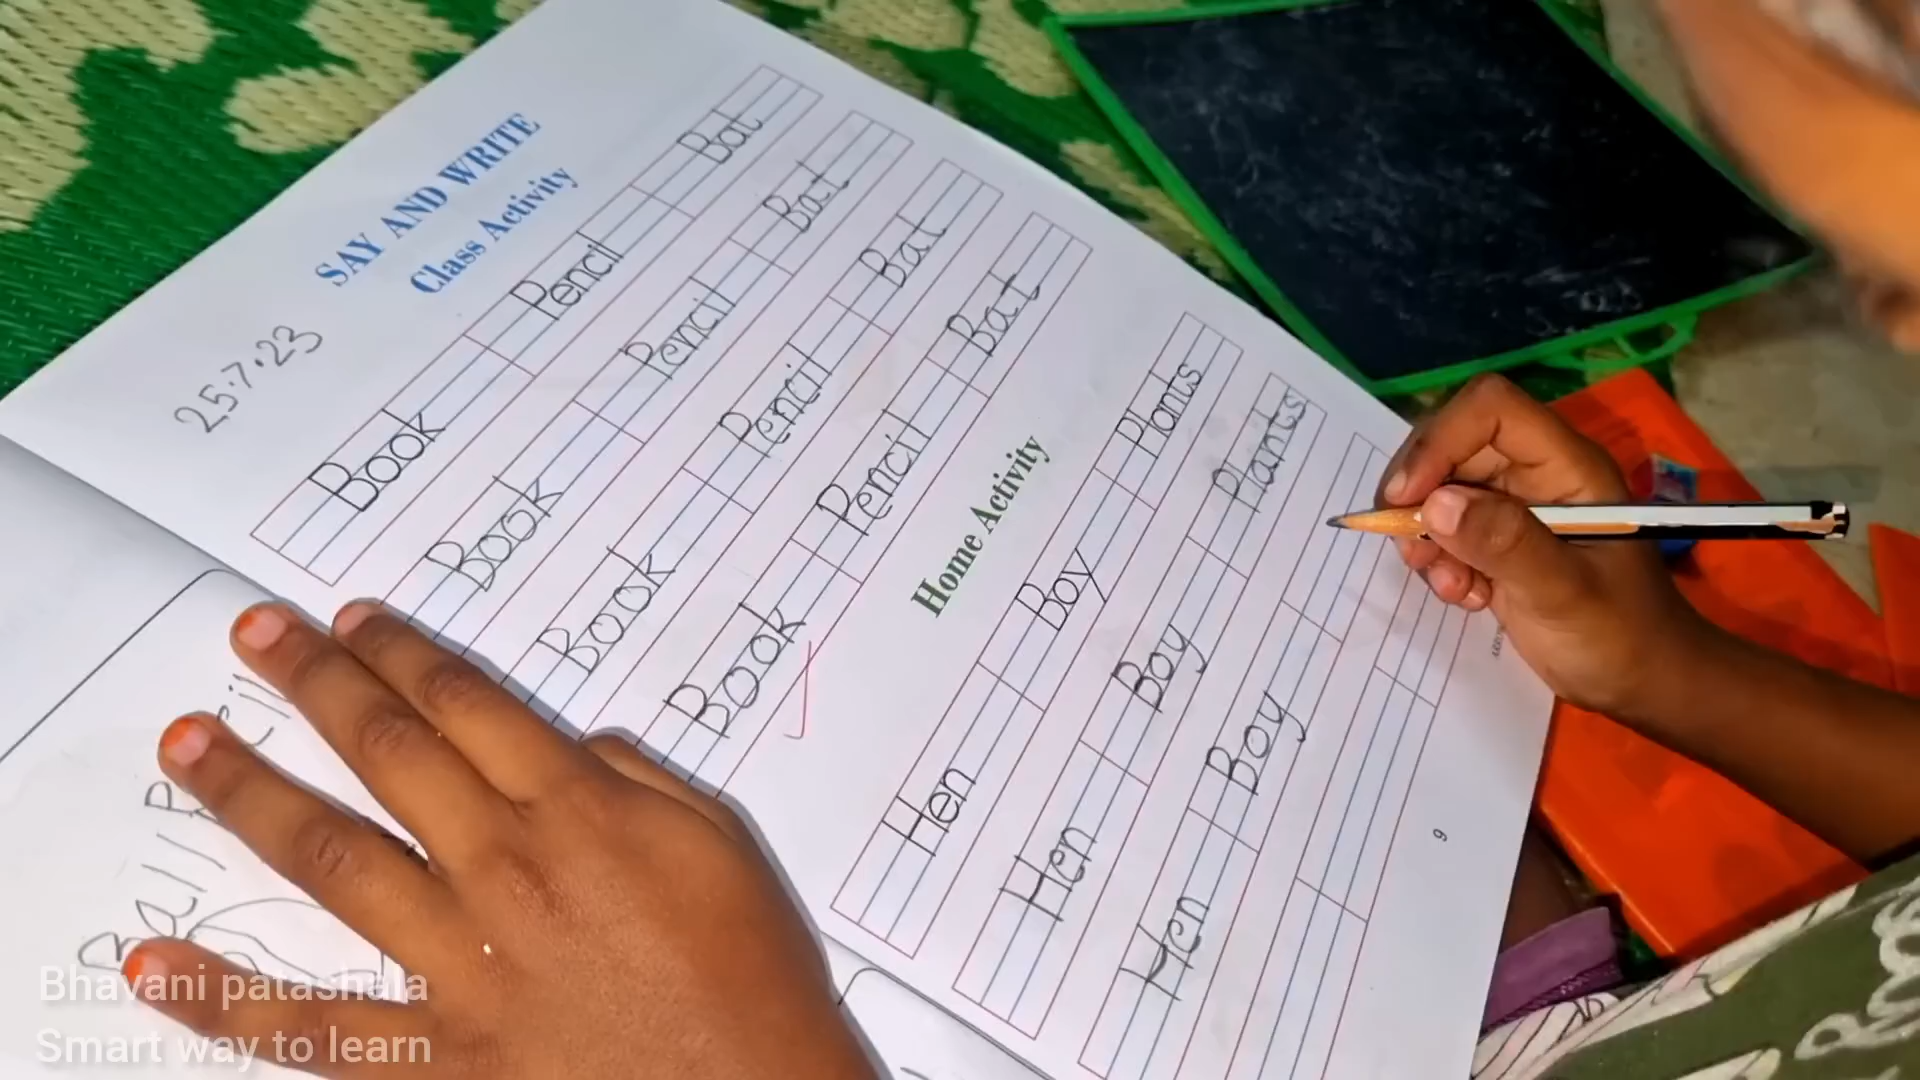 25.7.23
SAY AND WRITE
Class Activity
Book Pencil Bat
Book Pencil Bat
Book Pencil Bat
Book Pencil Bat
Home Activity
Hen Boy Plants
Hen Boy Plants
Hen Boy
9
Ball
Bhavani patashala
Smart way to learn